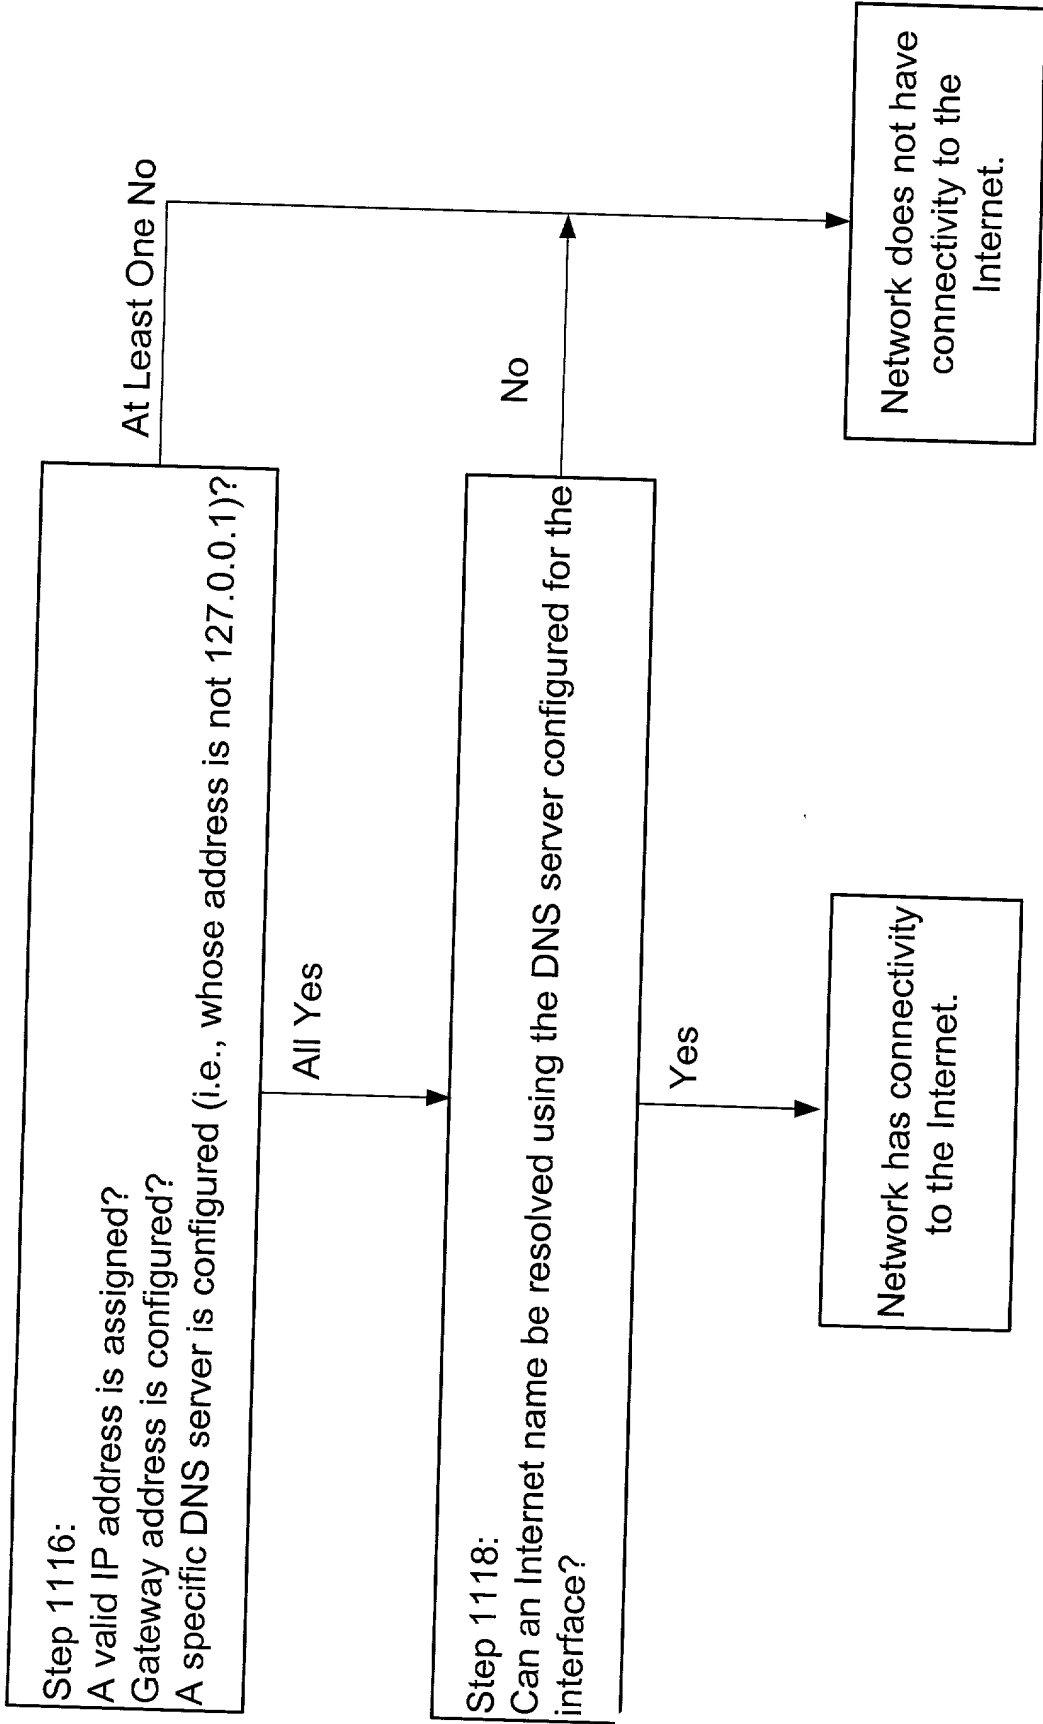 Step 1116:
A valid IP address is assigned?
Gateway address is configured?
A specific DNS server is configured (i.e., whose address is not 127.0.0.1)?
At Least One No
All Yes
Step 1118:
Can an Internet name be resolved using the DNS server configured for the
interface?
No
Yes
Network has connectivity
to the Internet.
Network does not have
connectivity to the
Internet.